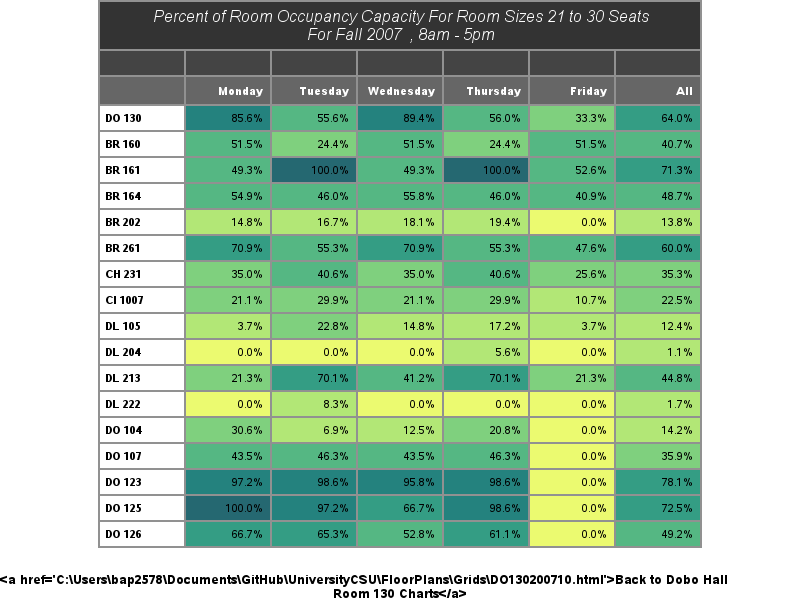 Percent of Room Occupancy Capacity For Room Sizes 21 to 30 Seats
For Fall 2007 , 8am - 5pm
Monday Tuesday Wednesday Thursday Friday All
DO 130 85.6% 55.6% 89.4% 56.0% 33.3% 64.0%
BR 160 51.5% 24.4% 51.5% 24.4% 51.5% 40.7%
BR 161 49.3% 100.0% 49.3% 100.0% 52.6% 71.3%
BR 164 54.9% 46.0% 55.8% 46.0% 40.9% 48.7%
BR 202 14.8% 16.7% 18.1% 19.4% 0.0% 13.8%
BR 261 70.9% 55.3% 70.9% 55.3% 47.6% 60.0%
CH 231 35.0% 40.6% 35.0% 40.6% 25.6% 35.3%
CI 1007 21.1% 29.9% 21.1% 29.9% 10.7% 22.5%
DL 105 3.7% 22.8% 14.8% 17.2% 3.7% 12.4%
DL 204 0.0% 0.0% 0.0% 5.6% 0.0% 1.1%
DL 213 21.3% 70.1% 41.2% 70.1% 21.3% 44.8%
DL 222 0.0% 8.3% 0.0% 0.0% 0.0% 1.7%
DO 104 30.6% 6.9% 12.5% 20.8% 0.0% 14.2%
DO 107 43.5% 46.3% 43.5% 46.3% 0.0% 35.9%
DO 123 97.2% 98.6% 95.8% 98.6% 0.0% 78.1%
DO 125 100.0% 97.2% 66.7% 98.6% 0.0% 72.5%
DO 126 66.7% 65.3% 52.8% 61.1% 0.0% 49.2%
<a href='C:\Users\bap2578\Documents\GitHub\UniversityCSU\FloorPlans\Grids\DO130200710.html'>Back to Dobo Hall
Room 130 Charts</a>